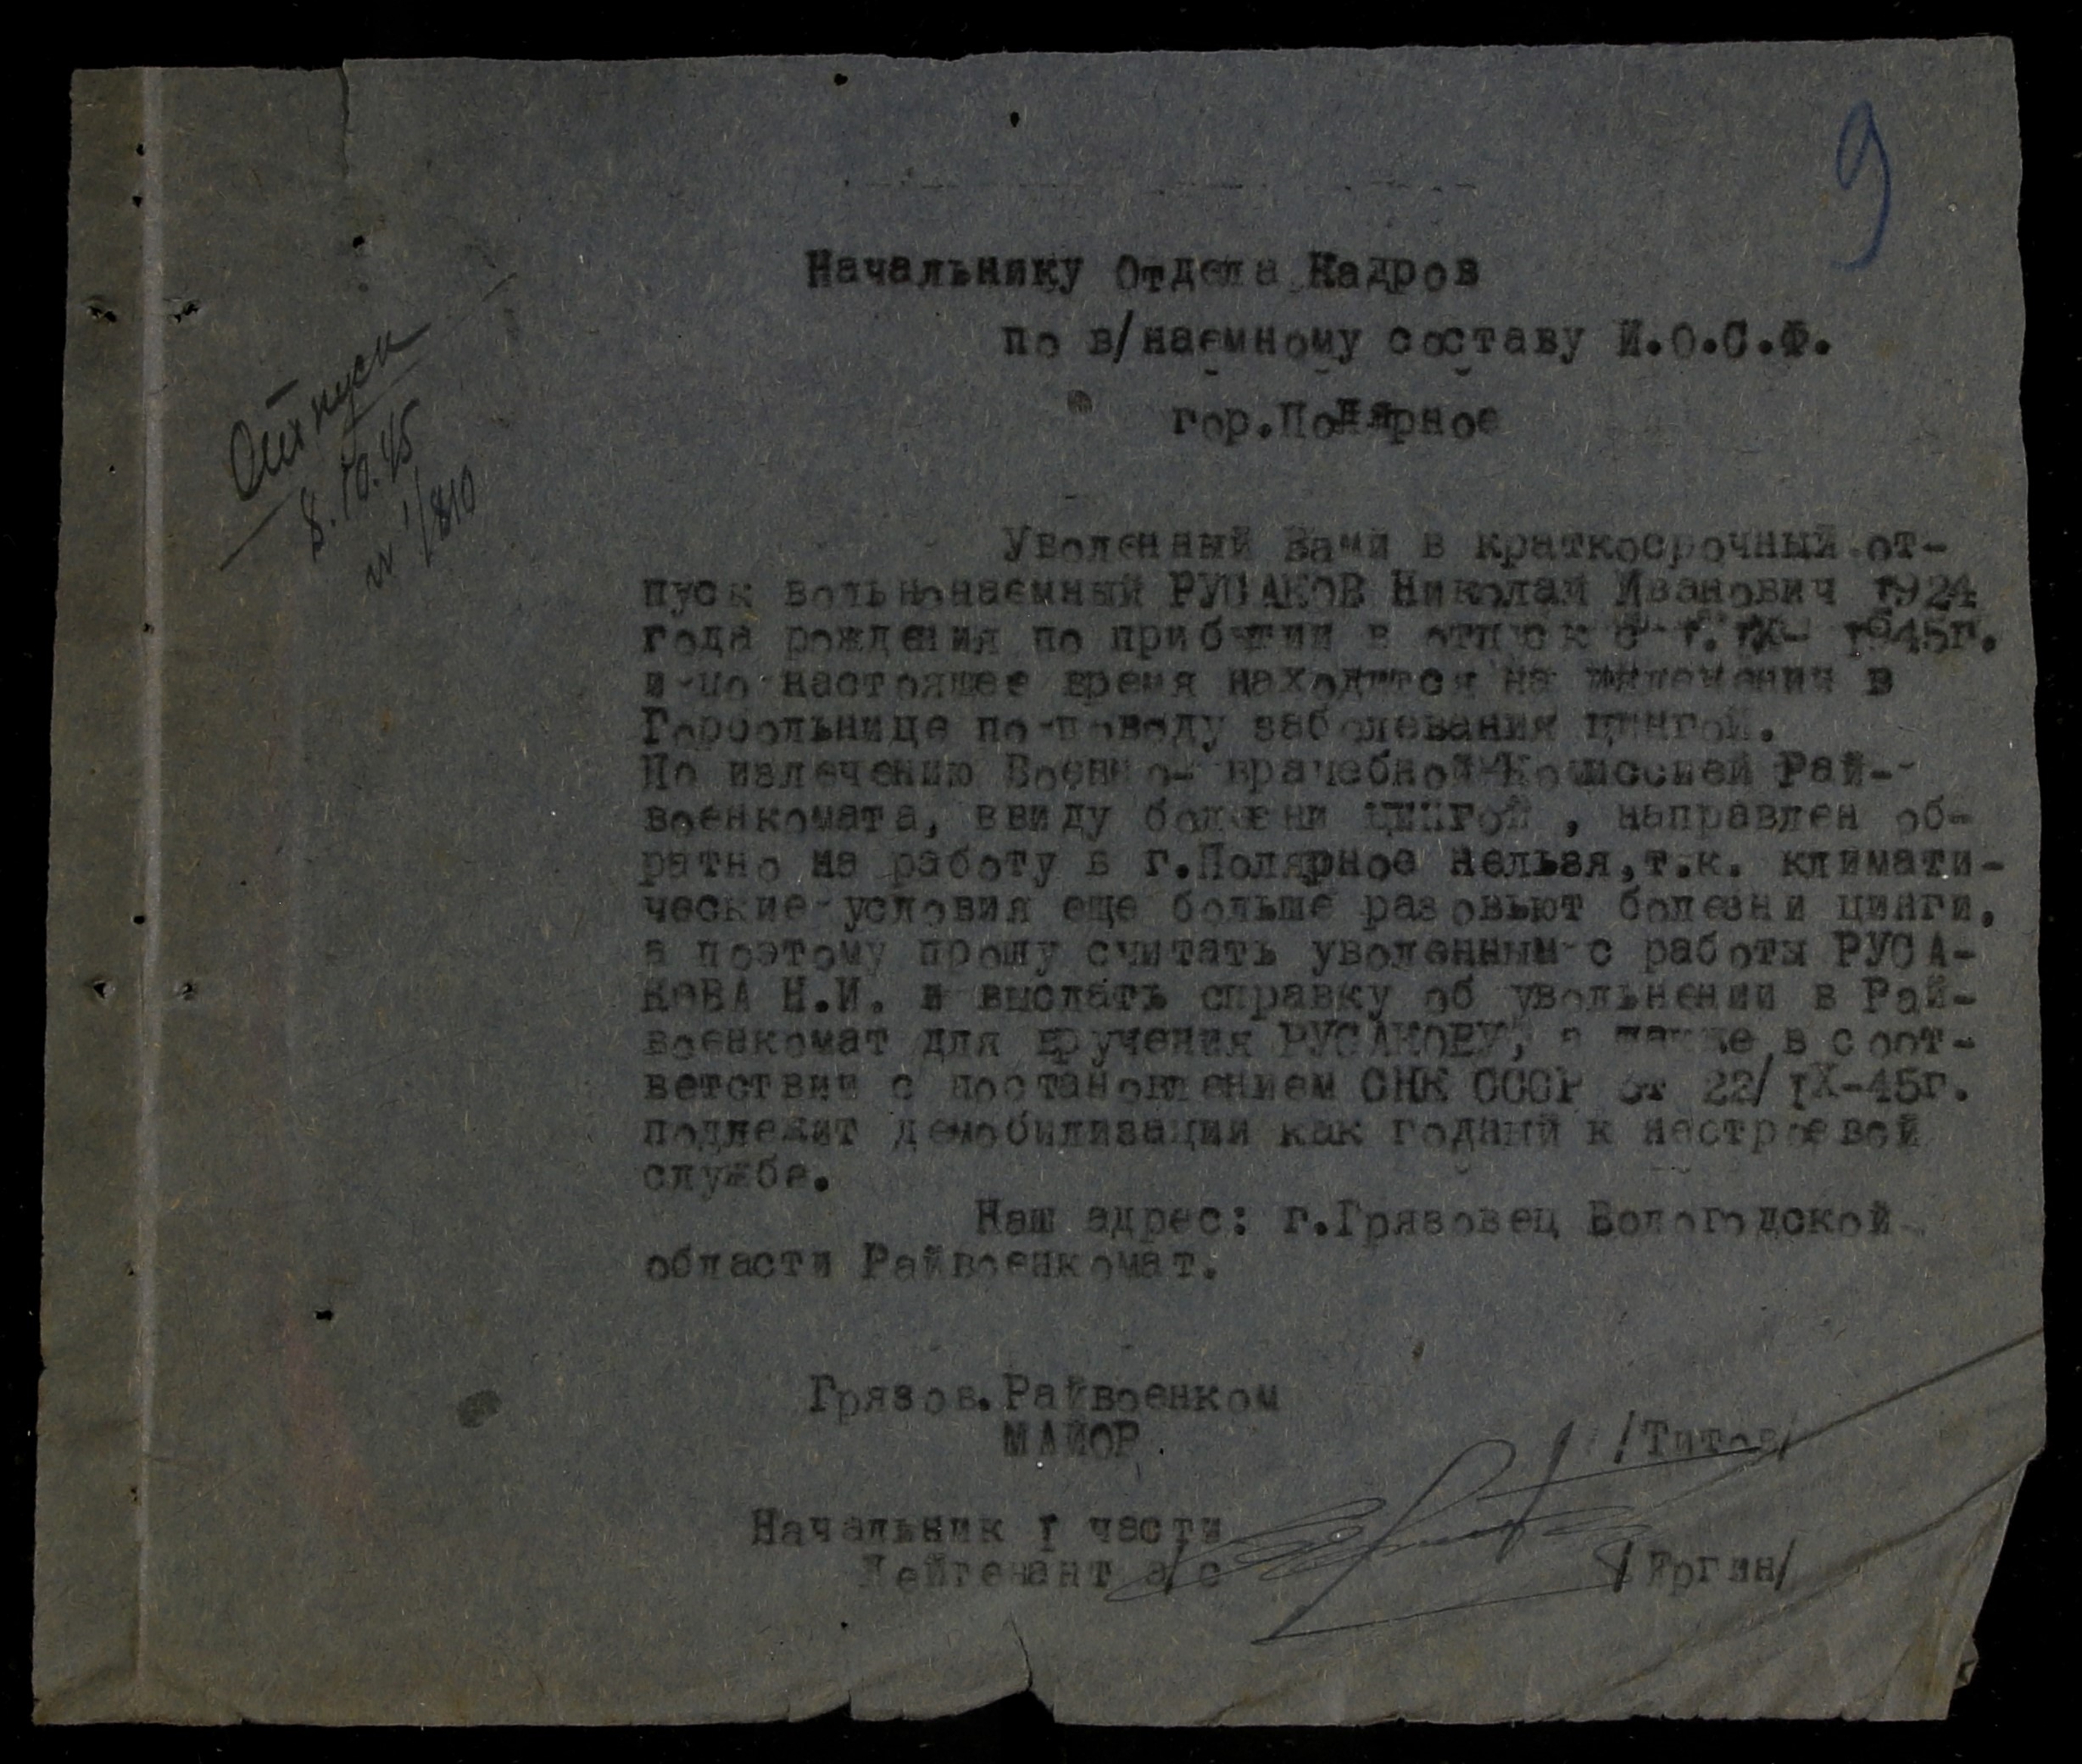 9
Начальнику Отдела Кадров
по в/наемному составу И.О.С.Ф.
гор.Полярное
Отпуск
8.10.45
№ 1/810
Уволенный Вами в краткосрочный от-
пуск вольнонаемный РУСАКОВ Николай Иванович 1924
года рождения по прибытии в отпуск с
и по настоящее время находится на излечении в
Горбольнице по поводу заболевания цингой.
По излечению Военно- врачебной Комиссией Рай-
военкомата, ввиду болезни цингой , направлен об-
ратно на работу в г.Полярное нельзя,т.к. климати-
ческие условия еще больше разовьют болезни цинги.
а поэтому прошу считать уволенным с работы РУСА-
КОВА Н.И. и выслать справку об увольнении в Рай-
военкомат для вручения РУСАКОВУ, а также в соот-
ветствии с постановлением СНК СССР от 22/IX-45г.
подлежит демобилизации как годный к нестроевой
службе.
Наш адрес: г.Грязовец Вологодской
области Райвоенкомат.
Грязов.Райвоенком
МАЙОР
/Титов/
Начальник I части
Лейтенант а/с
/Яргин/